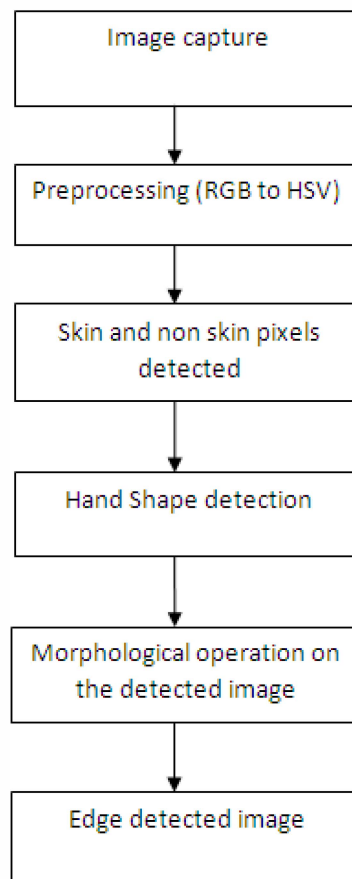 Image capture
Preprocessing (RGB to HSV)
Skin and non skin pixels
detected
Hand Shape detection
Morphological operation on
the detected image
Edge detected image